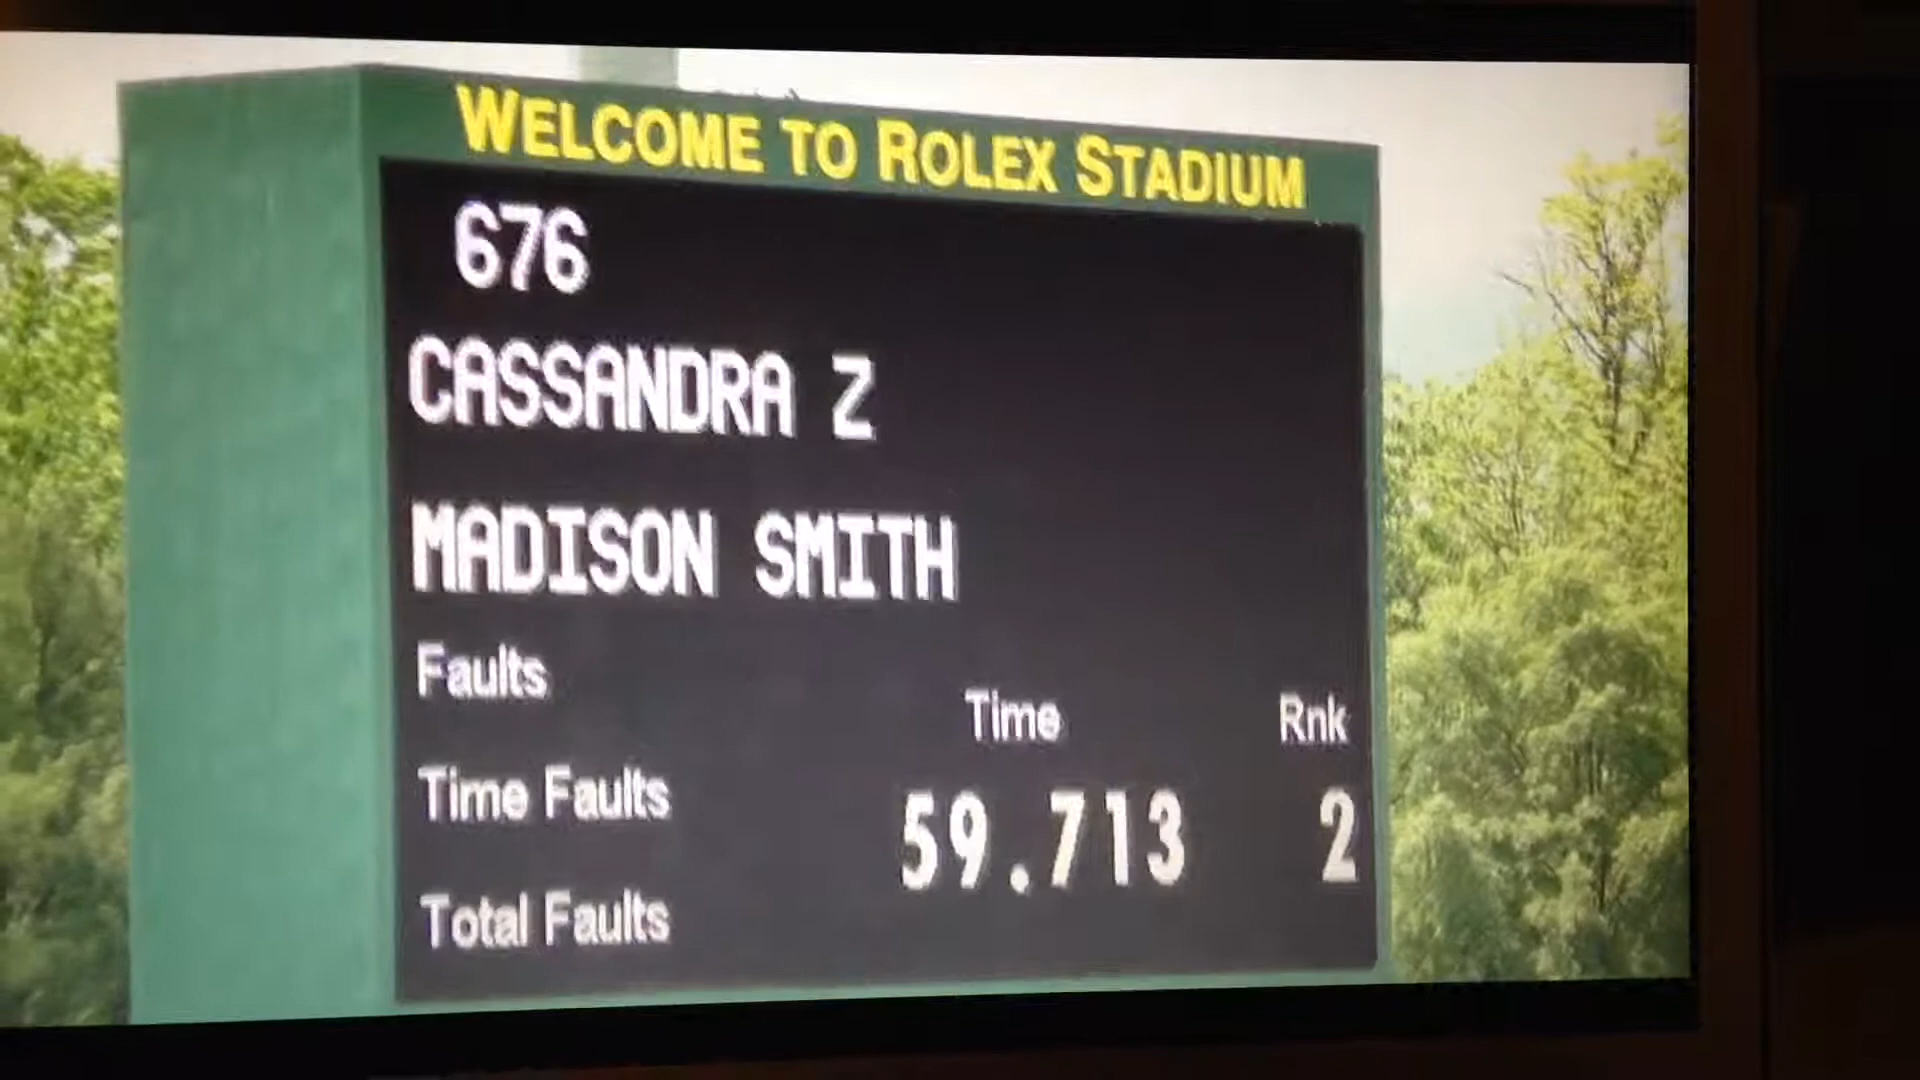 WELCOME TO ROLEX STADIUM
676
CASSANDRA Z
MADISON SMITH
Faults
Time Rnk
Time Faults
59.713 2
Total Faults